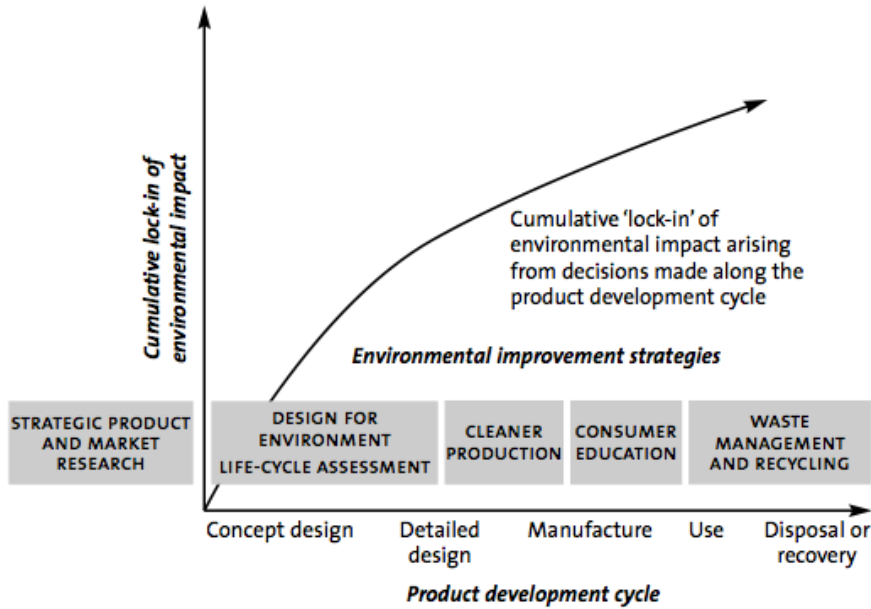 Cumulative lock-in of
environmental impact
Cumulative ‘lock-in’ of
environmental impact arising
from decisions made along the
product development cycle
Environmental improvement strategies
STRATEGIC PRODUCT
AND MARKET
RESEARCH
DESIGN FOR
ENVIRONMENT
LIFE-CYCLE ASSESSMENT
CLEANER
PRODUCTION
CONSUMER
EDUCATION
WASTE
MANAGEMENT
AND RECYCLING
Concept design
Detailed
design
Manufacture
Use
Disposal or
recovery
Product development cycle